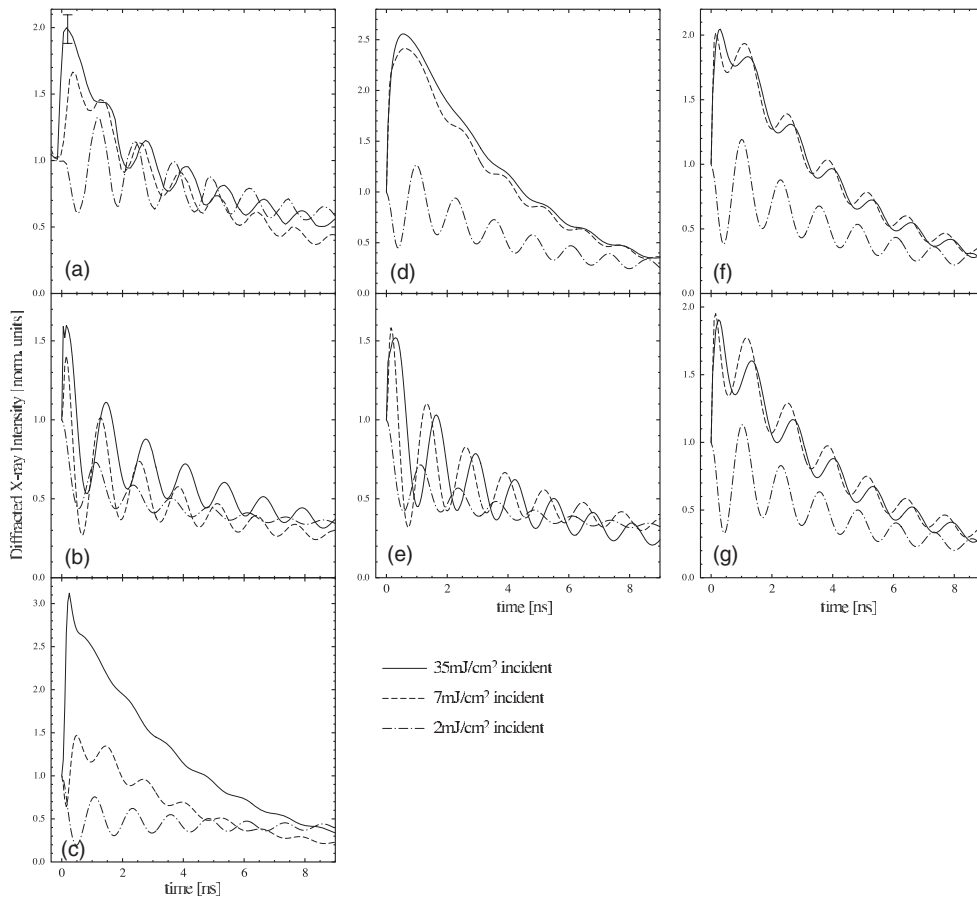 Diffracted X-ray Intensity [norm. units]
2.0
1.5
1.0
0.5
0.0
(a)
1.5
1.0
0.5
0.0
(b)
3.0
2.5
2.0
1.5
1.0
0.5
0.0
(c)
0 2 4 6 8
time [ns]
2.5
2.0
1.5
1.0
0.5
0.0
(d)
1.5
1.0
0.5
0.0
(e)
0 2 4 6 8
time [ns]
2.0
1.5
1.0
0.5
0.0
(f)
2.0
1.5
1.0
0.5
0.0
(g)
0 2 4 6 8
time [ns]
35mJ/cm² incident
7mJ/cm² incident
2mJ/cm² incident